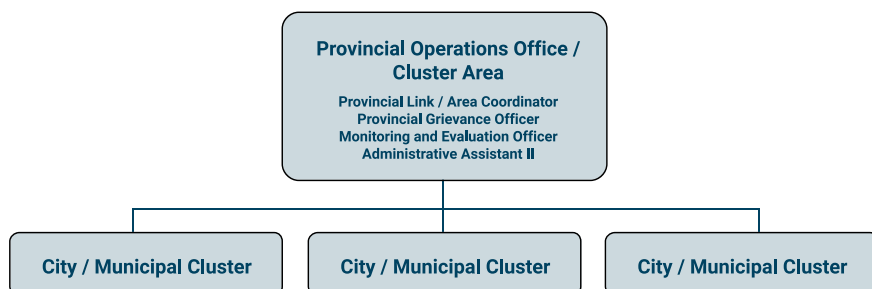 Provincial Operations Office /
Cluster Area
Provincial Link / Area Coordinator
Provincial Grievance Officer
Monitoring and Evaluation Officer
Administrative Assistant II
City / Municipal Cluster
City / Municipal Cluster
City / Municipal Cluster